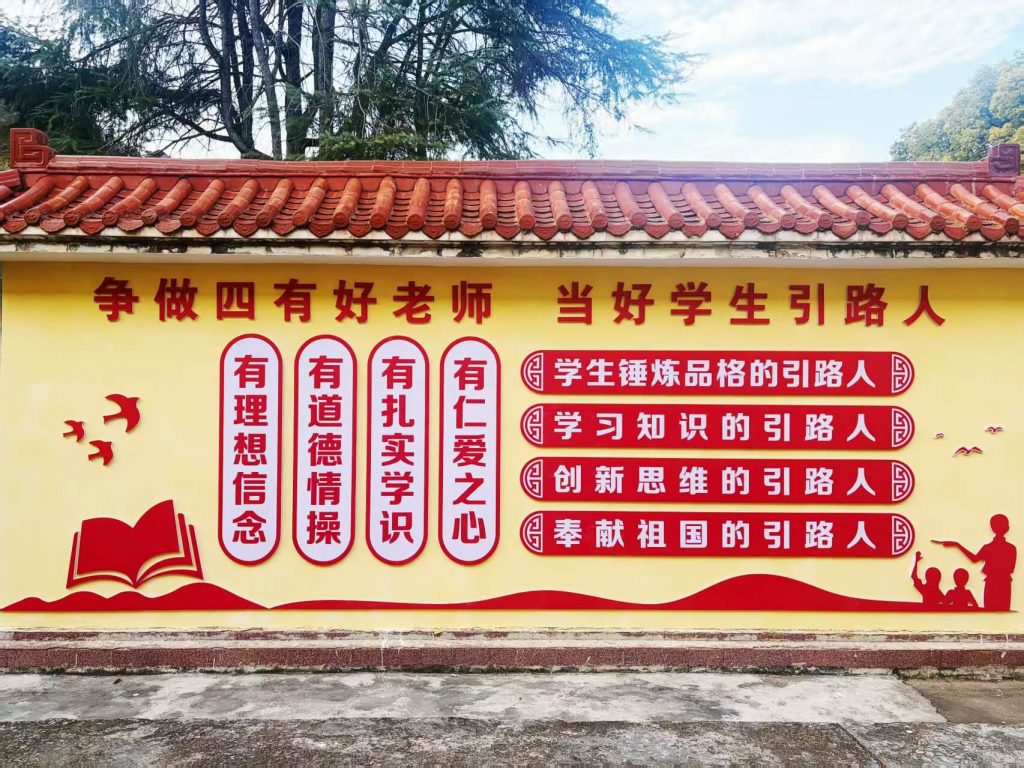 争做四有好老师 当好学生引路人
有理想信念
有道德情操
有扎实学识
有仁爱之心
学生锤炼品格的引路人
学习知识的引路人
创新思维的引路人
奉献祖国的引路人